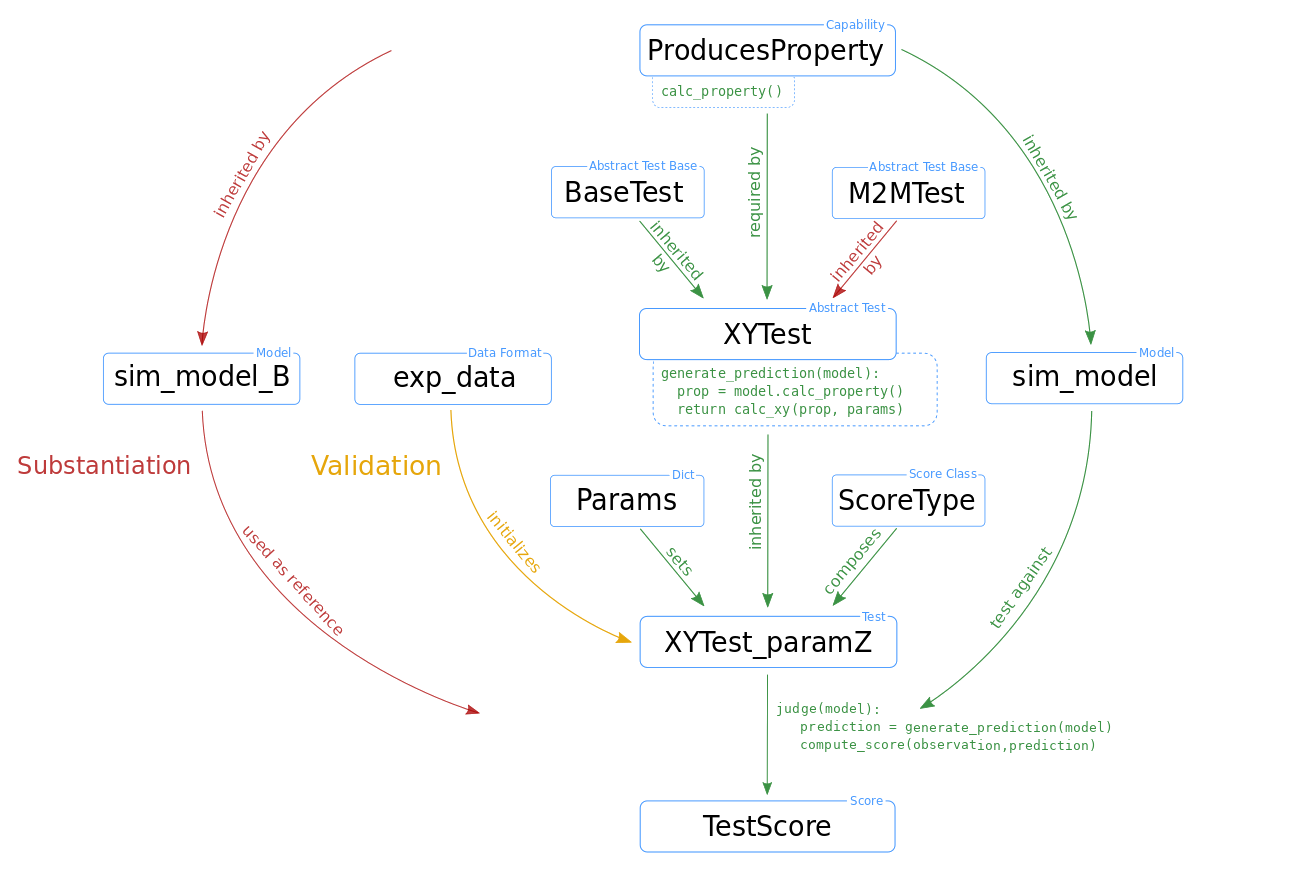 Capability
ProducesProperty
calc_property()
inherited by
required by
inherited by
Abstract Test Base
BaseTest
Abstract Test Base
M2MTest
inherited
by
inherited
by
Abstract Test
XYTest
generate_prediction(model):
prop = model.calc_property()
return calc_xy(prop, params)
Model
sim_model_B
Data Format
exp_data
Model
sim_model
Substantiation
Validation
inherited by
Dict
Params
Score Class
ScoreType
used as reference
initializes
sets
composes
test against
Test
XYTest_paramZ
judge(model):
prediction = generate_prediction(model)
compute_score(observation,prediction)
Score
TestScore